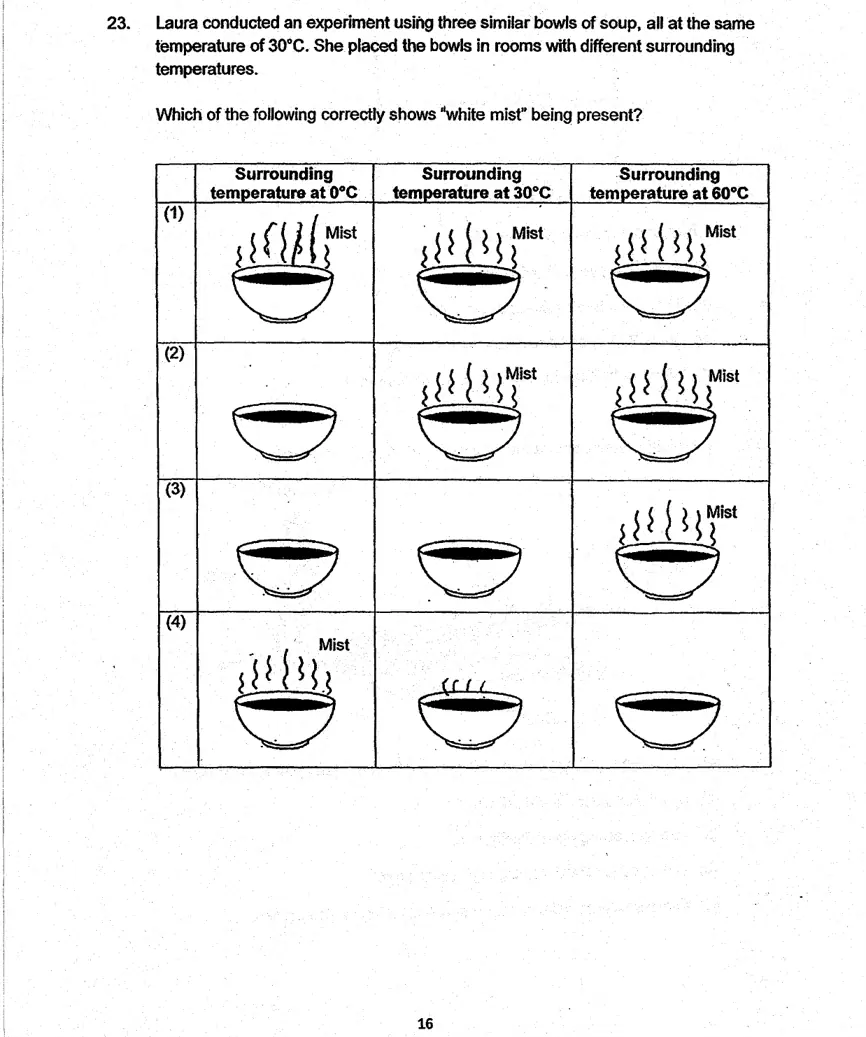 23. Laura conducted an experiment using three similar bowls of soup, all at the same
temperature of 30°C. She placed the bowls in rooms with different surrounding
temperatures.
Which of the following correctly shows "white mist" being present?
Surrounding temperature at 0°C
Surrounding temperature at 30°C
Surrounding temperature at 60°C
(1)
Mist
Mist
Mist
(2)
Mist
Mist
(3)
Mist
(4)
Mist
16